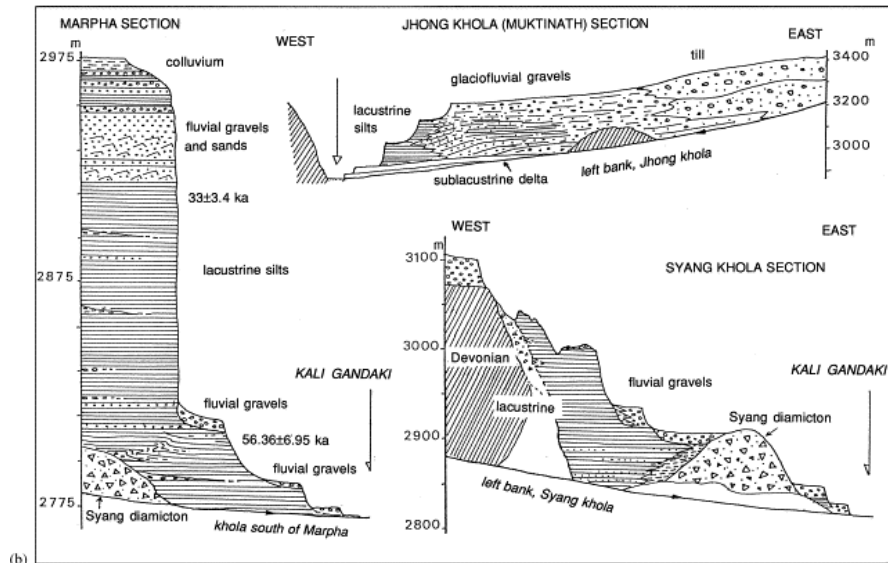 MARPHA SECTION
m
2975
colluvium
fluvial gravels
and sands
33±3.4 ka
lacustrine silts
2875
KALI GANDAKI
fluvial gravels
56.36±6.95 ka
fluvial gravels
Syang diamicton
2775
khola south of Marpha
JHONG KHOLA (MUKTINATH) SECTION
WEST
EAST
m
3400
till
glaciofluvial gravels
3200
lacustrine
silts
3000
left bank, Jhong khola
sublacustrine delta
WEST
EAST
m
SYANG KHOLA SECTION
3100
3000
Devonian
KALI GANDAKI
fluvial gravels
lacustrine
Syang diamicton
2900
left bank, Syang khola
2800
(b)